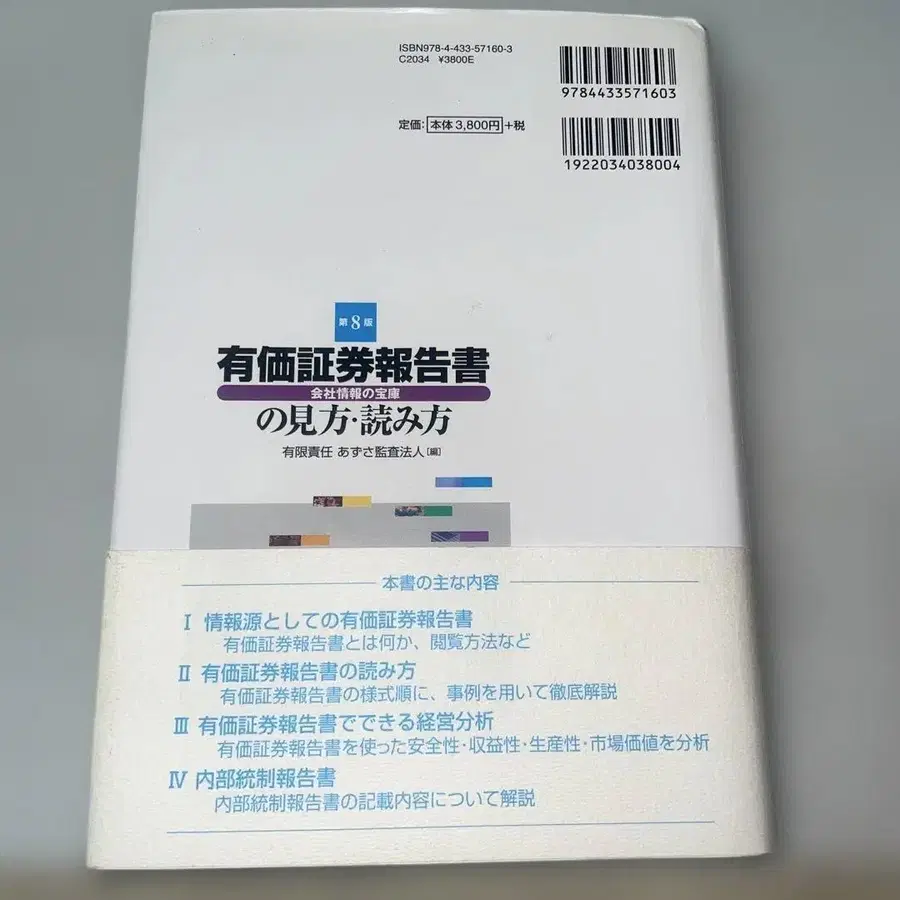 ISBN978-4-433-57160-3
C2034 ¥3800E
9784433571603
定価：本体3,800円+税
1922034038004
第8版
有価証券報告書
会社情報の宝庫
の見方・読み方
有限責任 あずさ監査法人[編]
本書の主な内容
Ⅰ 情報源としての有価証券報告書
有価証券報告書とは何か、閲覧方法など
Ⅱ 有価証券報告書の読み方
有価証券報告書の様式順に、事例を用いて徹底解説
Ⅲ 有価証券報告書でできる経営分析
有価証券報告書を使った安全性・収益性・生産性・市場価値を分析
Ⅳ 内部統制報告書
内部統制報告書の記載内容について解説